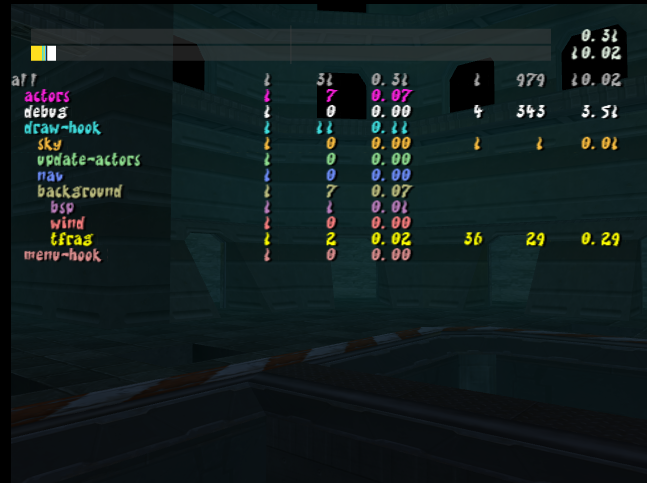 0.31
10.02
all 1 31 0.31 1 979 10.02
actors 1 7 0.07
debug 1 0 0.00 4 343 3.51
draw-hook 1 11 0.11
sky 1 0 0.00 1 1 0.01
update-actors 1 0 0.00
nav 1 0 0.00
background 1 7 0.07
bsp 1 1 0.01
wind 1 0 0.00
tfrag 1 2 0.02 36 29 0.29
menu-hook 1 0 0.00